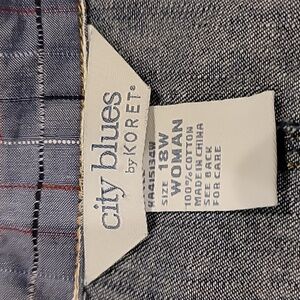 city blues
by KORET®
SIZE 18W
WOMAN
100% COTTON
MADE IN CHINA
SEE BACK
FOR CARE